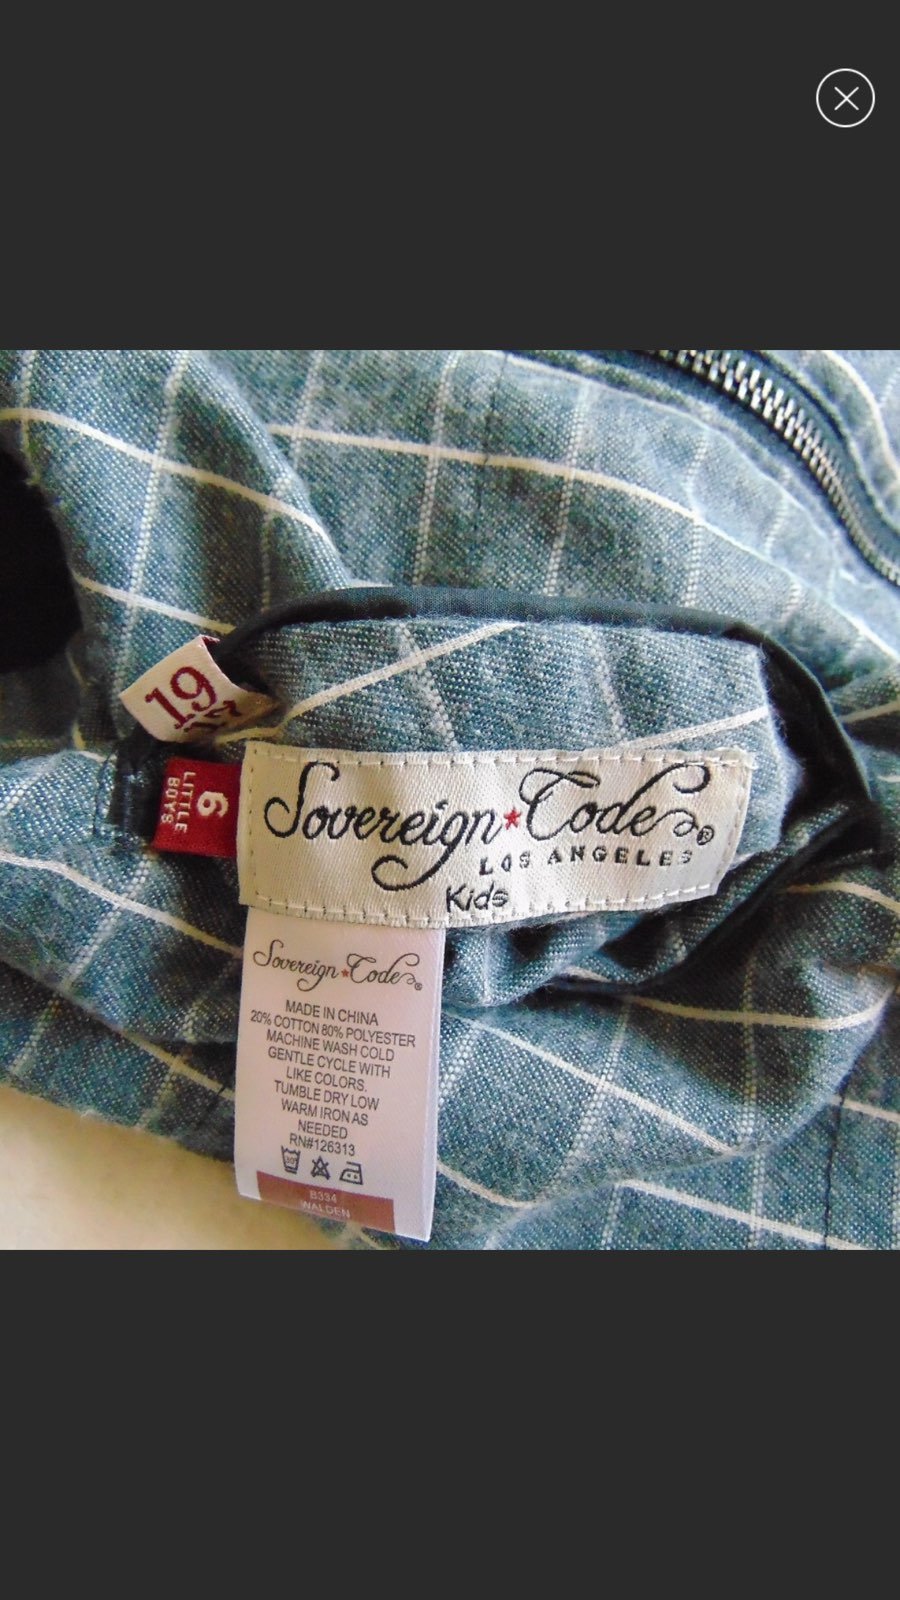 19
6
LITTLE
BOYS
Sovereign★Code®
LOS ANGELES
Kids
Sovereign★Code®
MADE IN CHINA
20% COTTON 80% POLYESTER
MACHINE WASH COLD
GENTLE CYCLE WITH
LIKE COLORS.
TUMBLE DRY LOW
WARM IRON AS
NEEDED
RN#126313
30°
B334
WALDEN